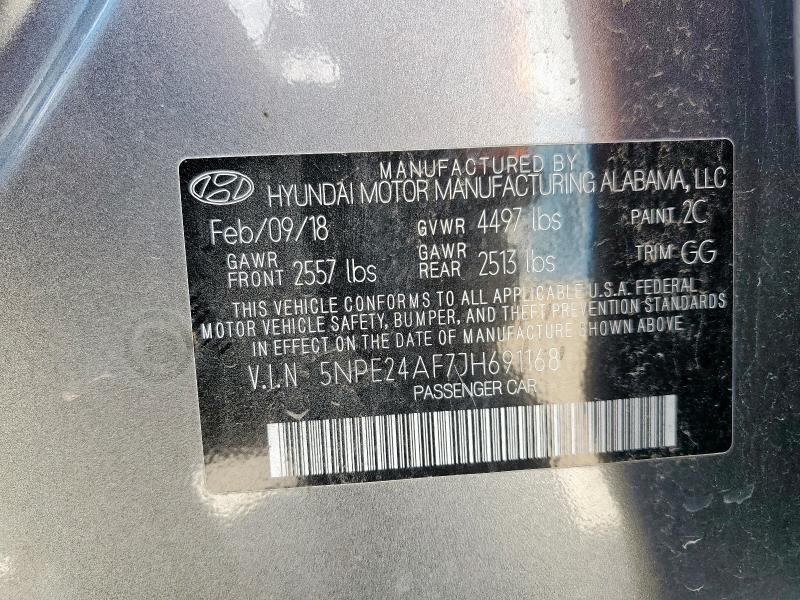 MANUFACTURED BY
HYUNDAI MOTOR MANUFACTURING ALABAMA, LLC
Feb/09/18 GVWR 4497 lbs PAINT 2C
GAWR FRONT 2557 lbs GAWR REAR 2513 lbs TRIM GG
THIS VEHICLE CONFORMS TO ALL APPLICABLE U.S.A. FEDERAL
MOTOR VEHICLE SAFETY, BUMPER, AND THEFT PREVENTION STANDARDS
IN EFFECT ON THE DATE OF MANUFACTURE SHOWN ABOVE
V.I.N 5NPE24AF7JH691168
PASSENGER CAR